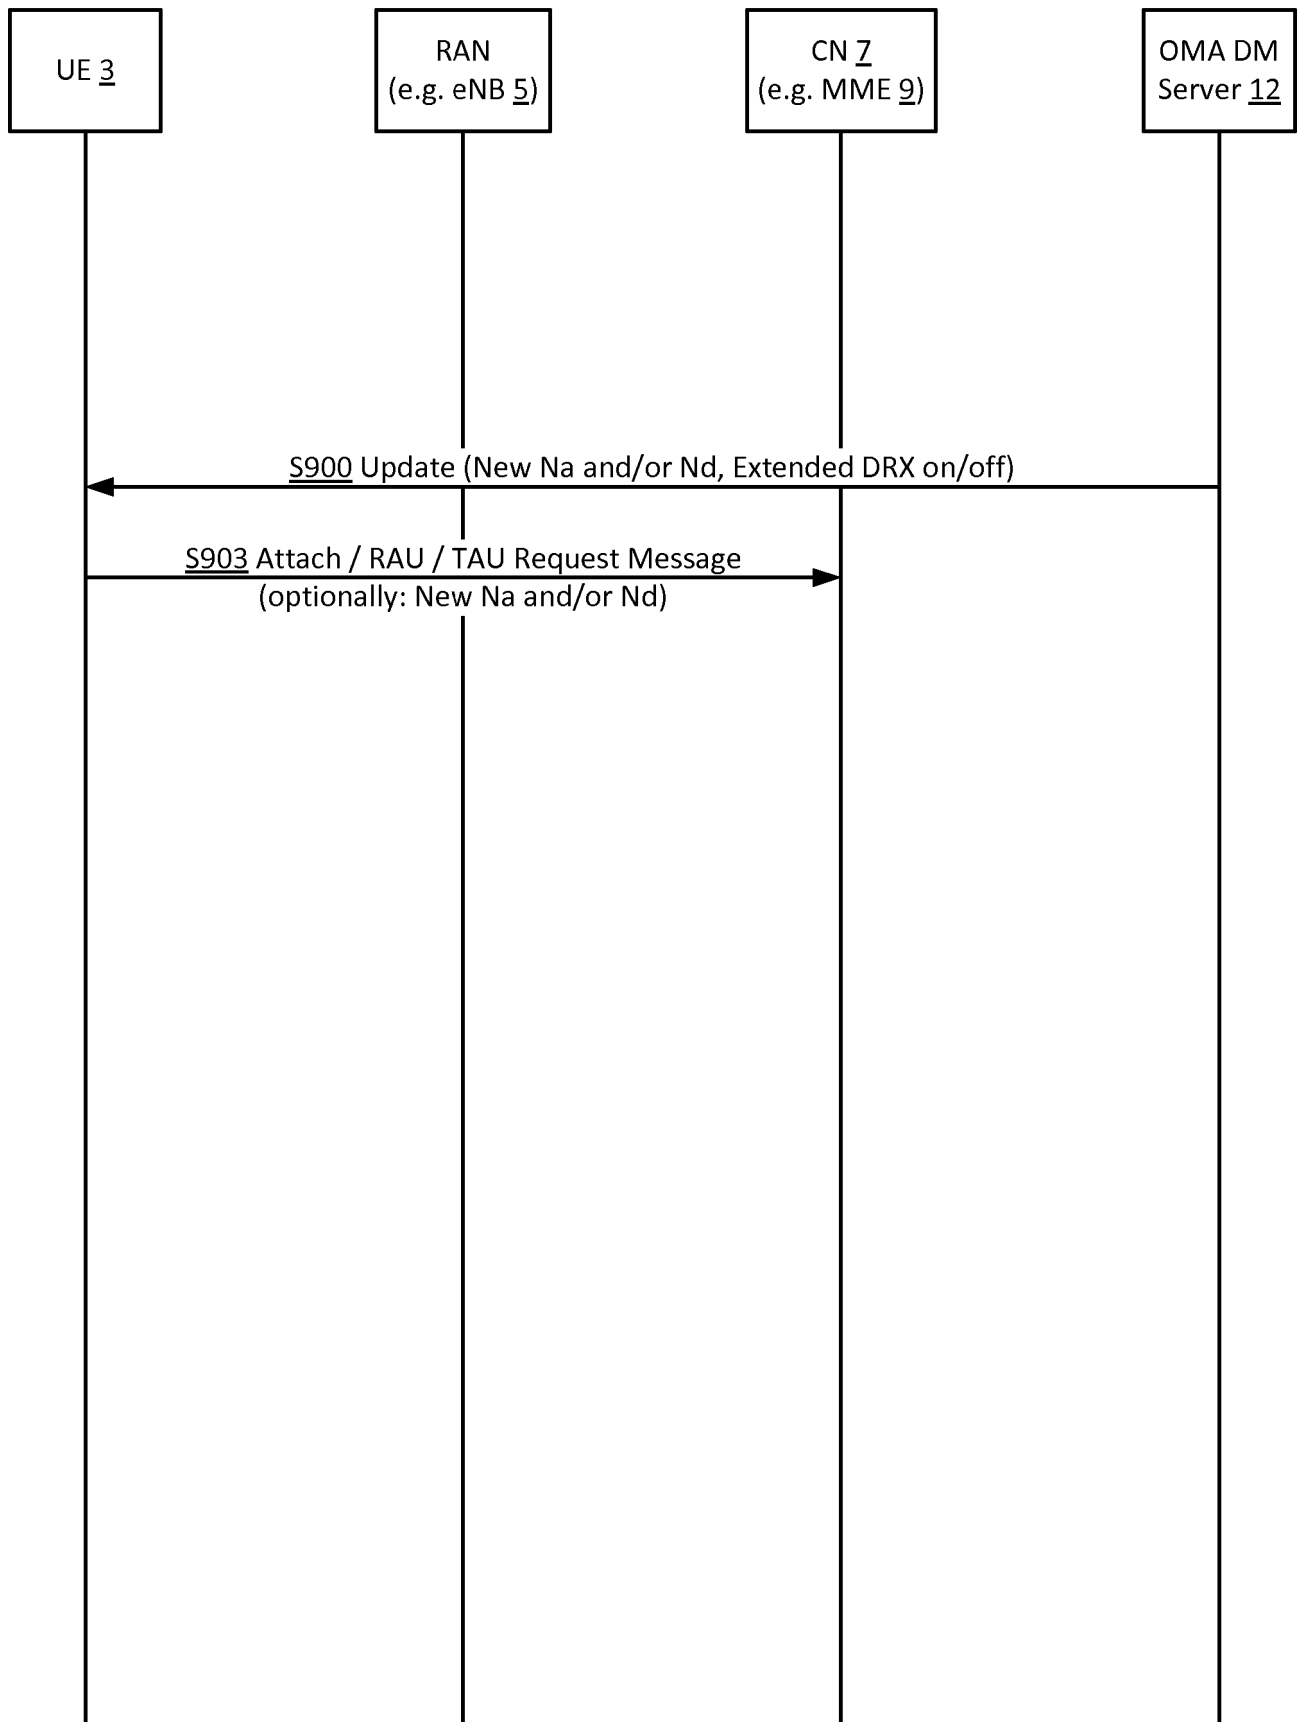 UE 3
RAN
(e.g. eNB 5)
CN 7
(e.g. MME 9)
OMA DM
Server 12
S900 Update (New Na and/or Nd, Extended DRX on/off)
S903 Attach / RAU / TAU Request Message
(optionally: New Na and/or Nd)